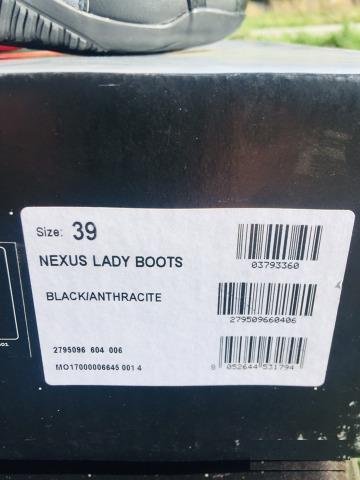 Size: 39
NEXUS LADY BOOTS
BLACK/ANTHRACITE
2795096 604 006
MO17000006645 001 4
03793360
279509660406
8 052644 531794